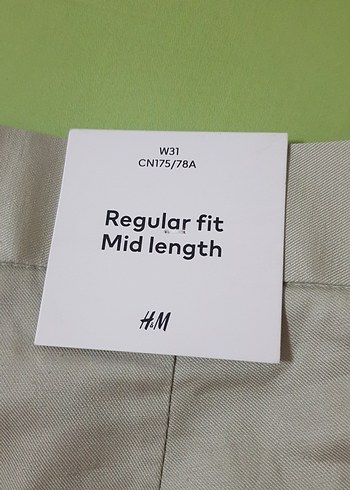 W31
CN175/78A
Regular fit
Mid length
H&M